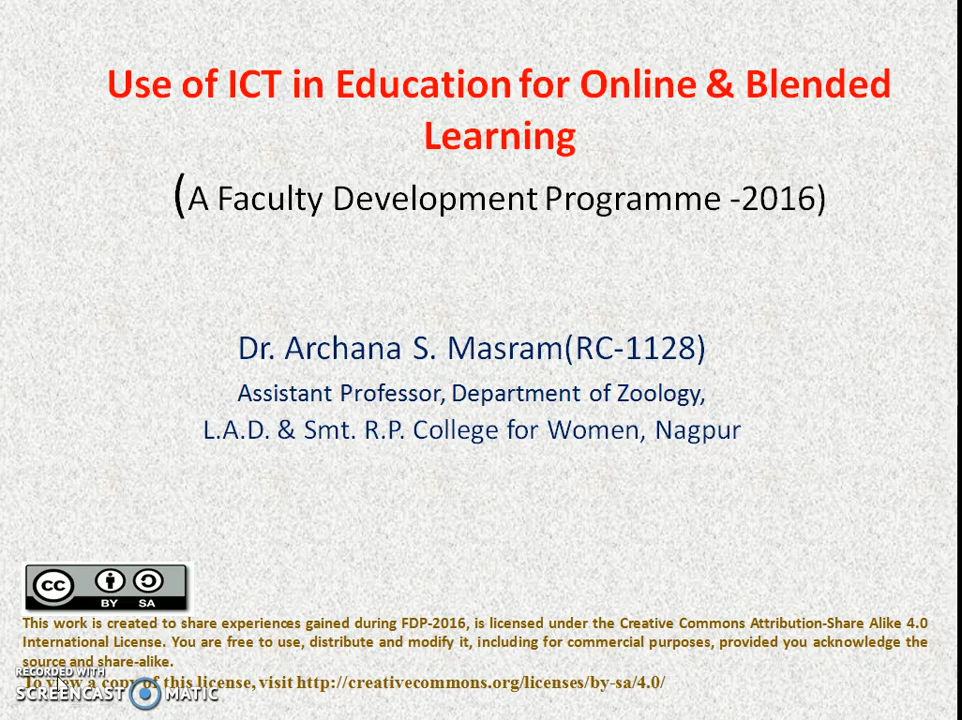 Use of ICT in Education for Online & Blended
Learning
(A Faculty Development Programme -2016)
Dr. Archana S. Masram(RC-1128)
Assistant Professor, Department of Zoology,
L.A.D. & Smt. R.P. College for Women, Nagpur
cc
BY SA
This work is created to share experiences gained during FDP-2016, is licensed under the Creative Commons Attribution-Share Alike 4.0
International License. You are free to use, distribute and modify it, including for commercial purposes, provided you acknowledge the
source and share-alike.
RECORDED WITH
To view a copy of this license, visit http://creativecommons.org/licenses/by-sa/4.0/
SCREENCAST MATIC